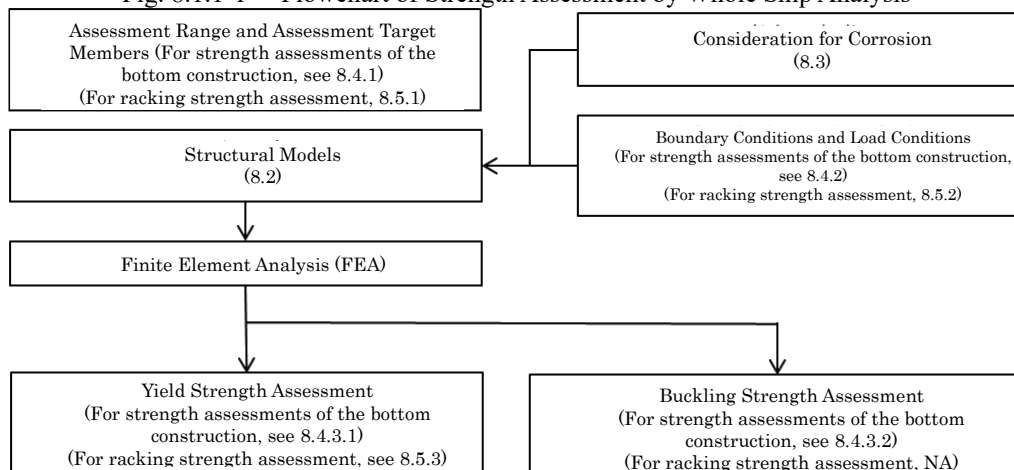 Flowchart of Strength Assessment by Whole Ship Analysis
Assessment Range and Assessment Target
Members (For strength assessments of the
bottom construction, see 8.4.1)
(For racking strength assessment, 8.5.1)
Consideration for Corrosion
(8.3)
Structural Models
(8.2)
Boundary Conditions and Load Conditions
(For strength assessments of the bottom construction,
see 8.4.2)
(For racking strength assessment, 8.5.2)
Finite Element Analysis (FEA)
Yield Strength Assessment
(For strength assessments of the bottom
construction, see 8.4.3.1)
(For racking strength assessment, see 8.5.3)
Buckling Strength Assessment
(For strength assessments of the bottom
construction, see 8.4.3.2)
(For racking strength assessment, NA)